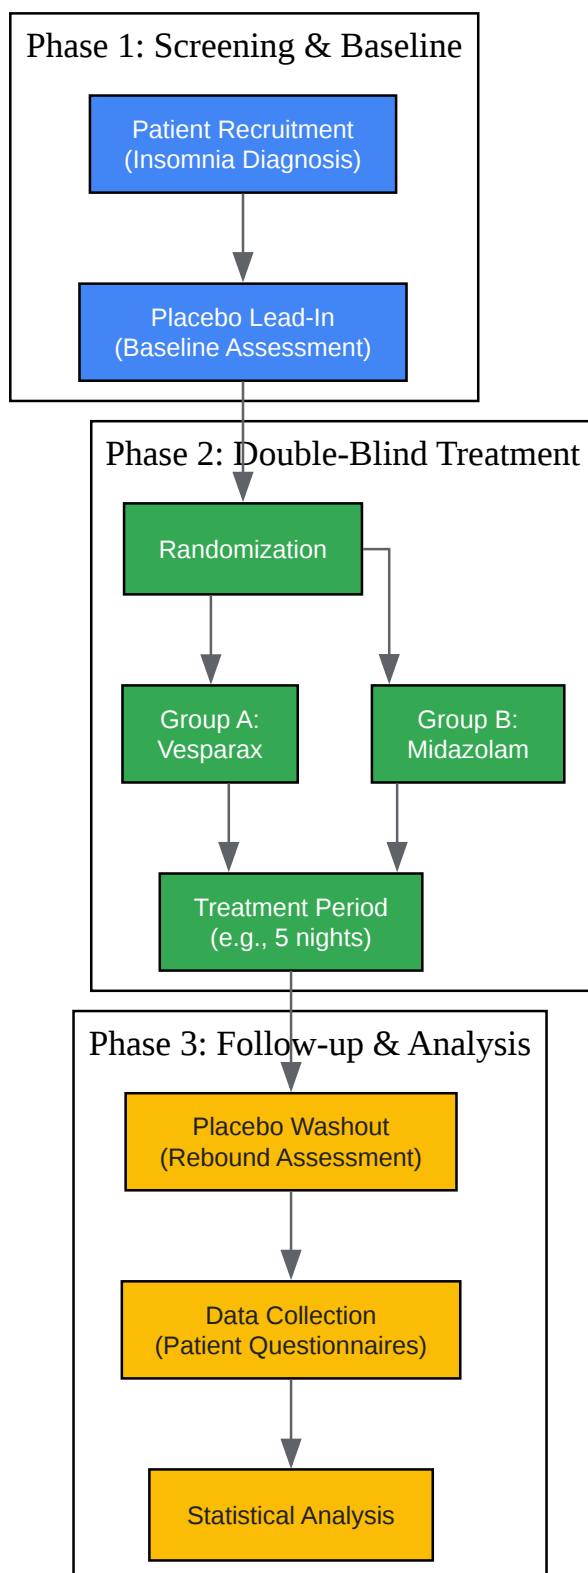 Phase 1: Screening & Baseline
Patient Recruitment
(Insomnia Diagnosis)
Placebo Lead-In
(Baseline Assessment)
Phase 2: Double-Blind Treatment
Randomization
Group A:
Vesparax
Group B:
Midazolam
Treatment Period
(e.g., 5 nights)
Phase 3: Follow-up & Analysis
Placebo Washout
(Rebound Assessment)
Data Collection
(Patient Questionnaires)
Statistical Analysis